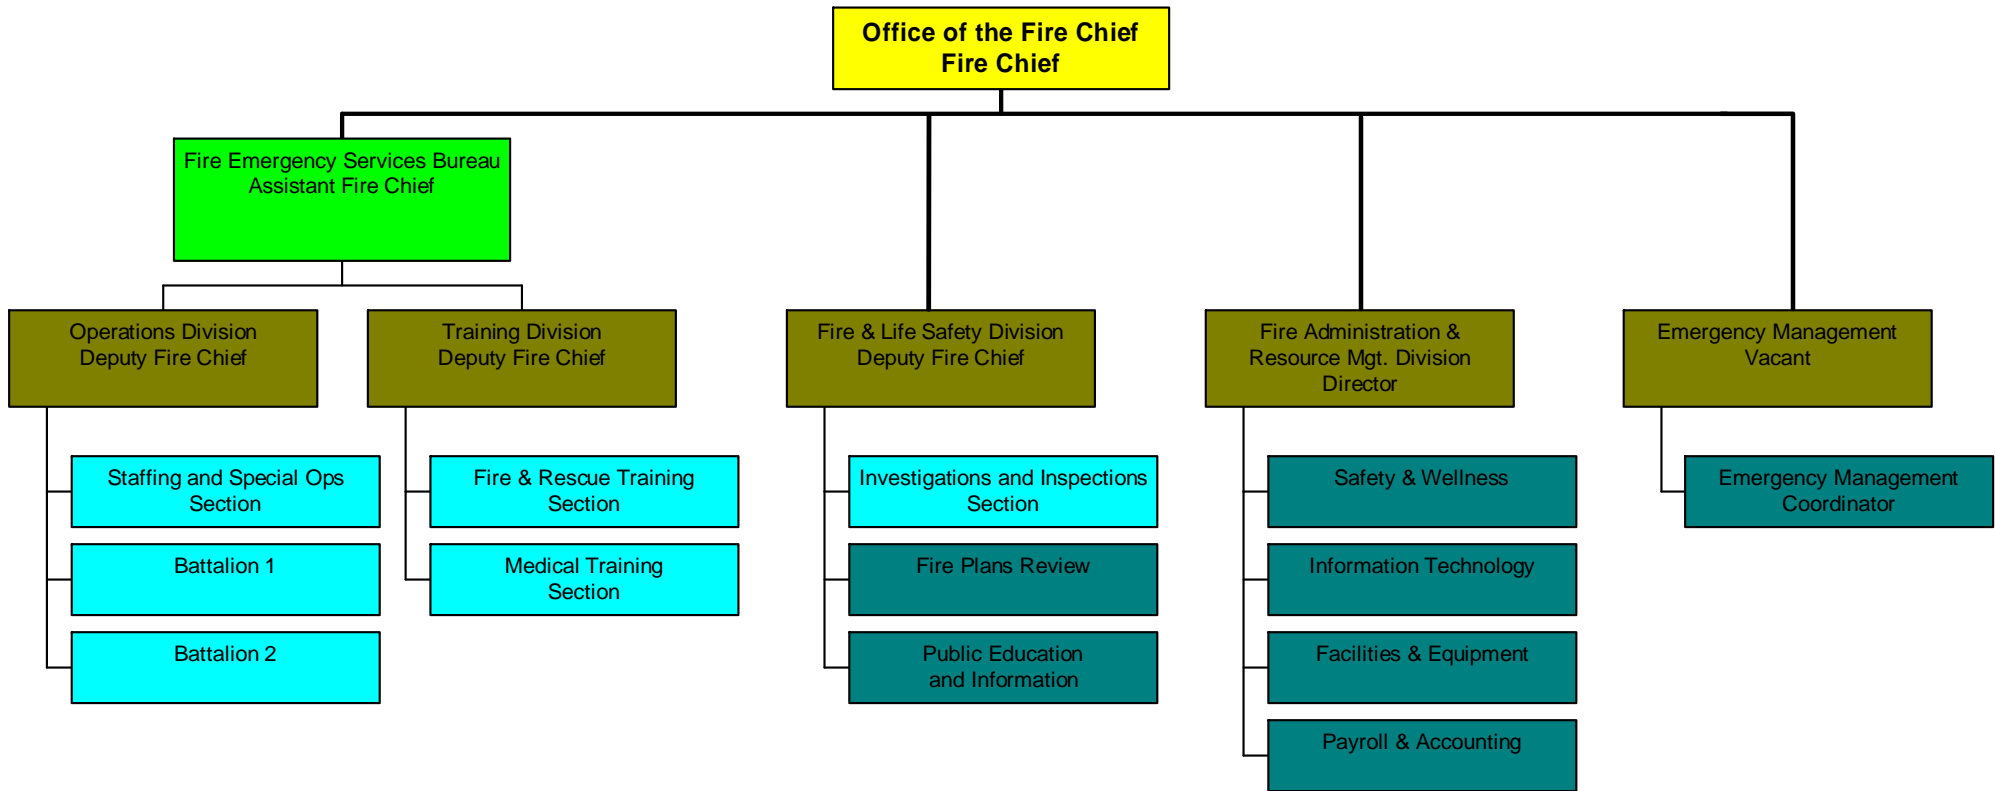 Office of the Fire Chief
Fire Chief
Fire Emergency Services Bureau
Assistant Fire Chief
Operations Division
Deputy Fire Chief
Training Division
Deputy Fire Chief
Fire & Life Safety Division
Deputy Fire Chief
Fire Administration &
Resource Mgt. Division
Director
Emergency Management
Vacant
Staffing and Special Ops
Section
Battalion 1
Battalion 2
Fire & Rescue Training
Section
Medical Training
Section
Investigations and Inspections
Section
Fire Plans Review
Public Education
and Information
Safety & Wellness
Information Technology
Facilities & Equipment
Payroll & Accounting
Emergency Management
Coordinator